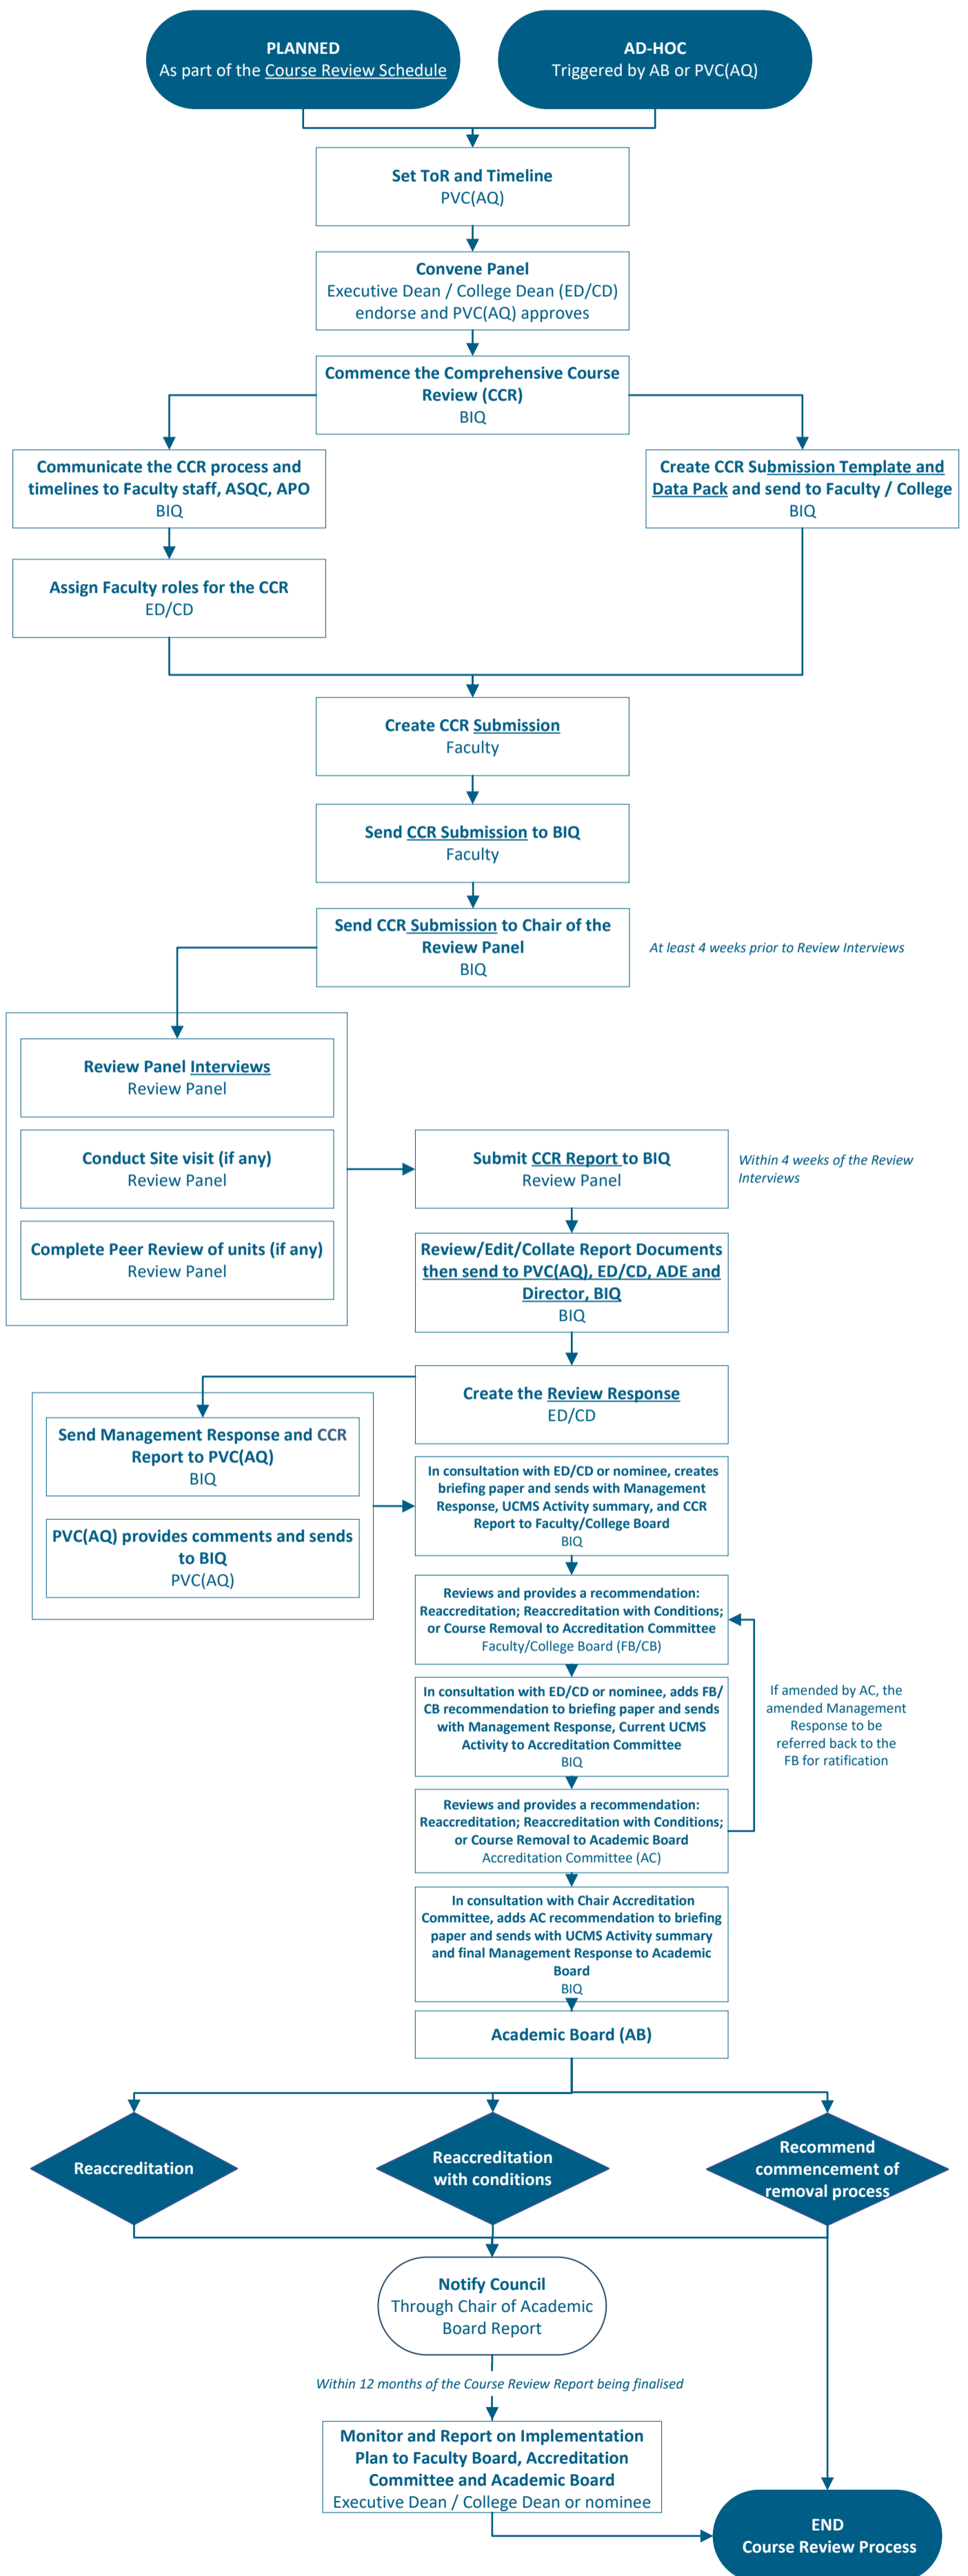 PLANNED
As part of the Course Review Schedule
AD-HOC
Triggered by AB or PVC(AQ)
Set ToR and Timeline
PVC(AQ)
Convene Panel
Executive Dean / College Dean (ED/CD)
endorse and PVC(AQ) approves
Commence the Comprehensive Course
Review (CCR)
BIQ
Communicate the CCR process and
timelines to Faculty staff, ASQC, APO
BIQ
Create CCR Submission Template and
Data Pack and send to Faculty / College
BIQ
Assign Faculty roles for the CCR
ED/CD
Create CCR Submission
Faculty
Send CCR Submission to BIQ
Faculty
Send CCR Submission to Chair of the
Review Panel
BIQ
At least 4 weeks prior to Review Interviews
Review Panel Interviews
Review Panel
Conduct Site visit (if any)
Review Panel
Complete Peer Review of units (if any)
Review Panel
Submit CCR Report to BIQ
Review Panel
Within 4 weeks of the Review
Interviews
Review/Edit/Collate Report Documents
then send to PVC(AQ), ED/CD, ADE and
Director, BIQ
BIQ
Create the Review Response
ED/CD
Send Management Response and CCR
Report to PVC(AQ)
BIQ
PVC(AQ) provides comments and sends
to BIQ
PVC(AQ)
In consultation with ED/CD or nominee, creates
briefing paper and sends with Management
Response, UCMS Activity summary, and CCR
Report to Faculty/College Board
BIQ
Reviews and provides a recommendation:
Reaccreditation; Reaccreditation with Conditions;
or Course Removal to Accreditation Committee
Faculty/College Board (FB/CB)
In consultation with ED/CD or nominee, adds FB/
CB recommendation to briefing paper and sends
with Management Response, Current UCMS
Activity to Accreditation Committee
BIQ
If amended by AC, the
amended Management
Response to be
referred back to the
FB for ratification
Reviews and provides a recommendation:
Reaccreditation; Reaccreditation with Conditions;
or Course Removal to Academic Board
Accreditation Committee (AC)
In consultation with Chair Accreditation
Committee, adds AC recommendation to briefing
paper and sends with UCMS Activity summary
and final Management Response to Academic
Board
BIQ
Academic Board (AB)
Reaccreditation
Reaccreditation
with conditions
Recommend
commencement of
removal process
Notify Council
Through Chair of Academic
Board Report
Within 12 months of the Course Review Report being finalised
Monitor and Report on Implementation
Plan to Faculty Board, Accreditation
Committee and Academic Board
Executive Dean / College Dean or nominee
END
Course Review Process